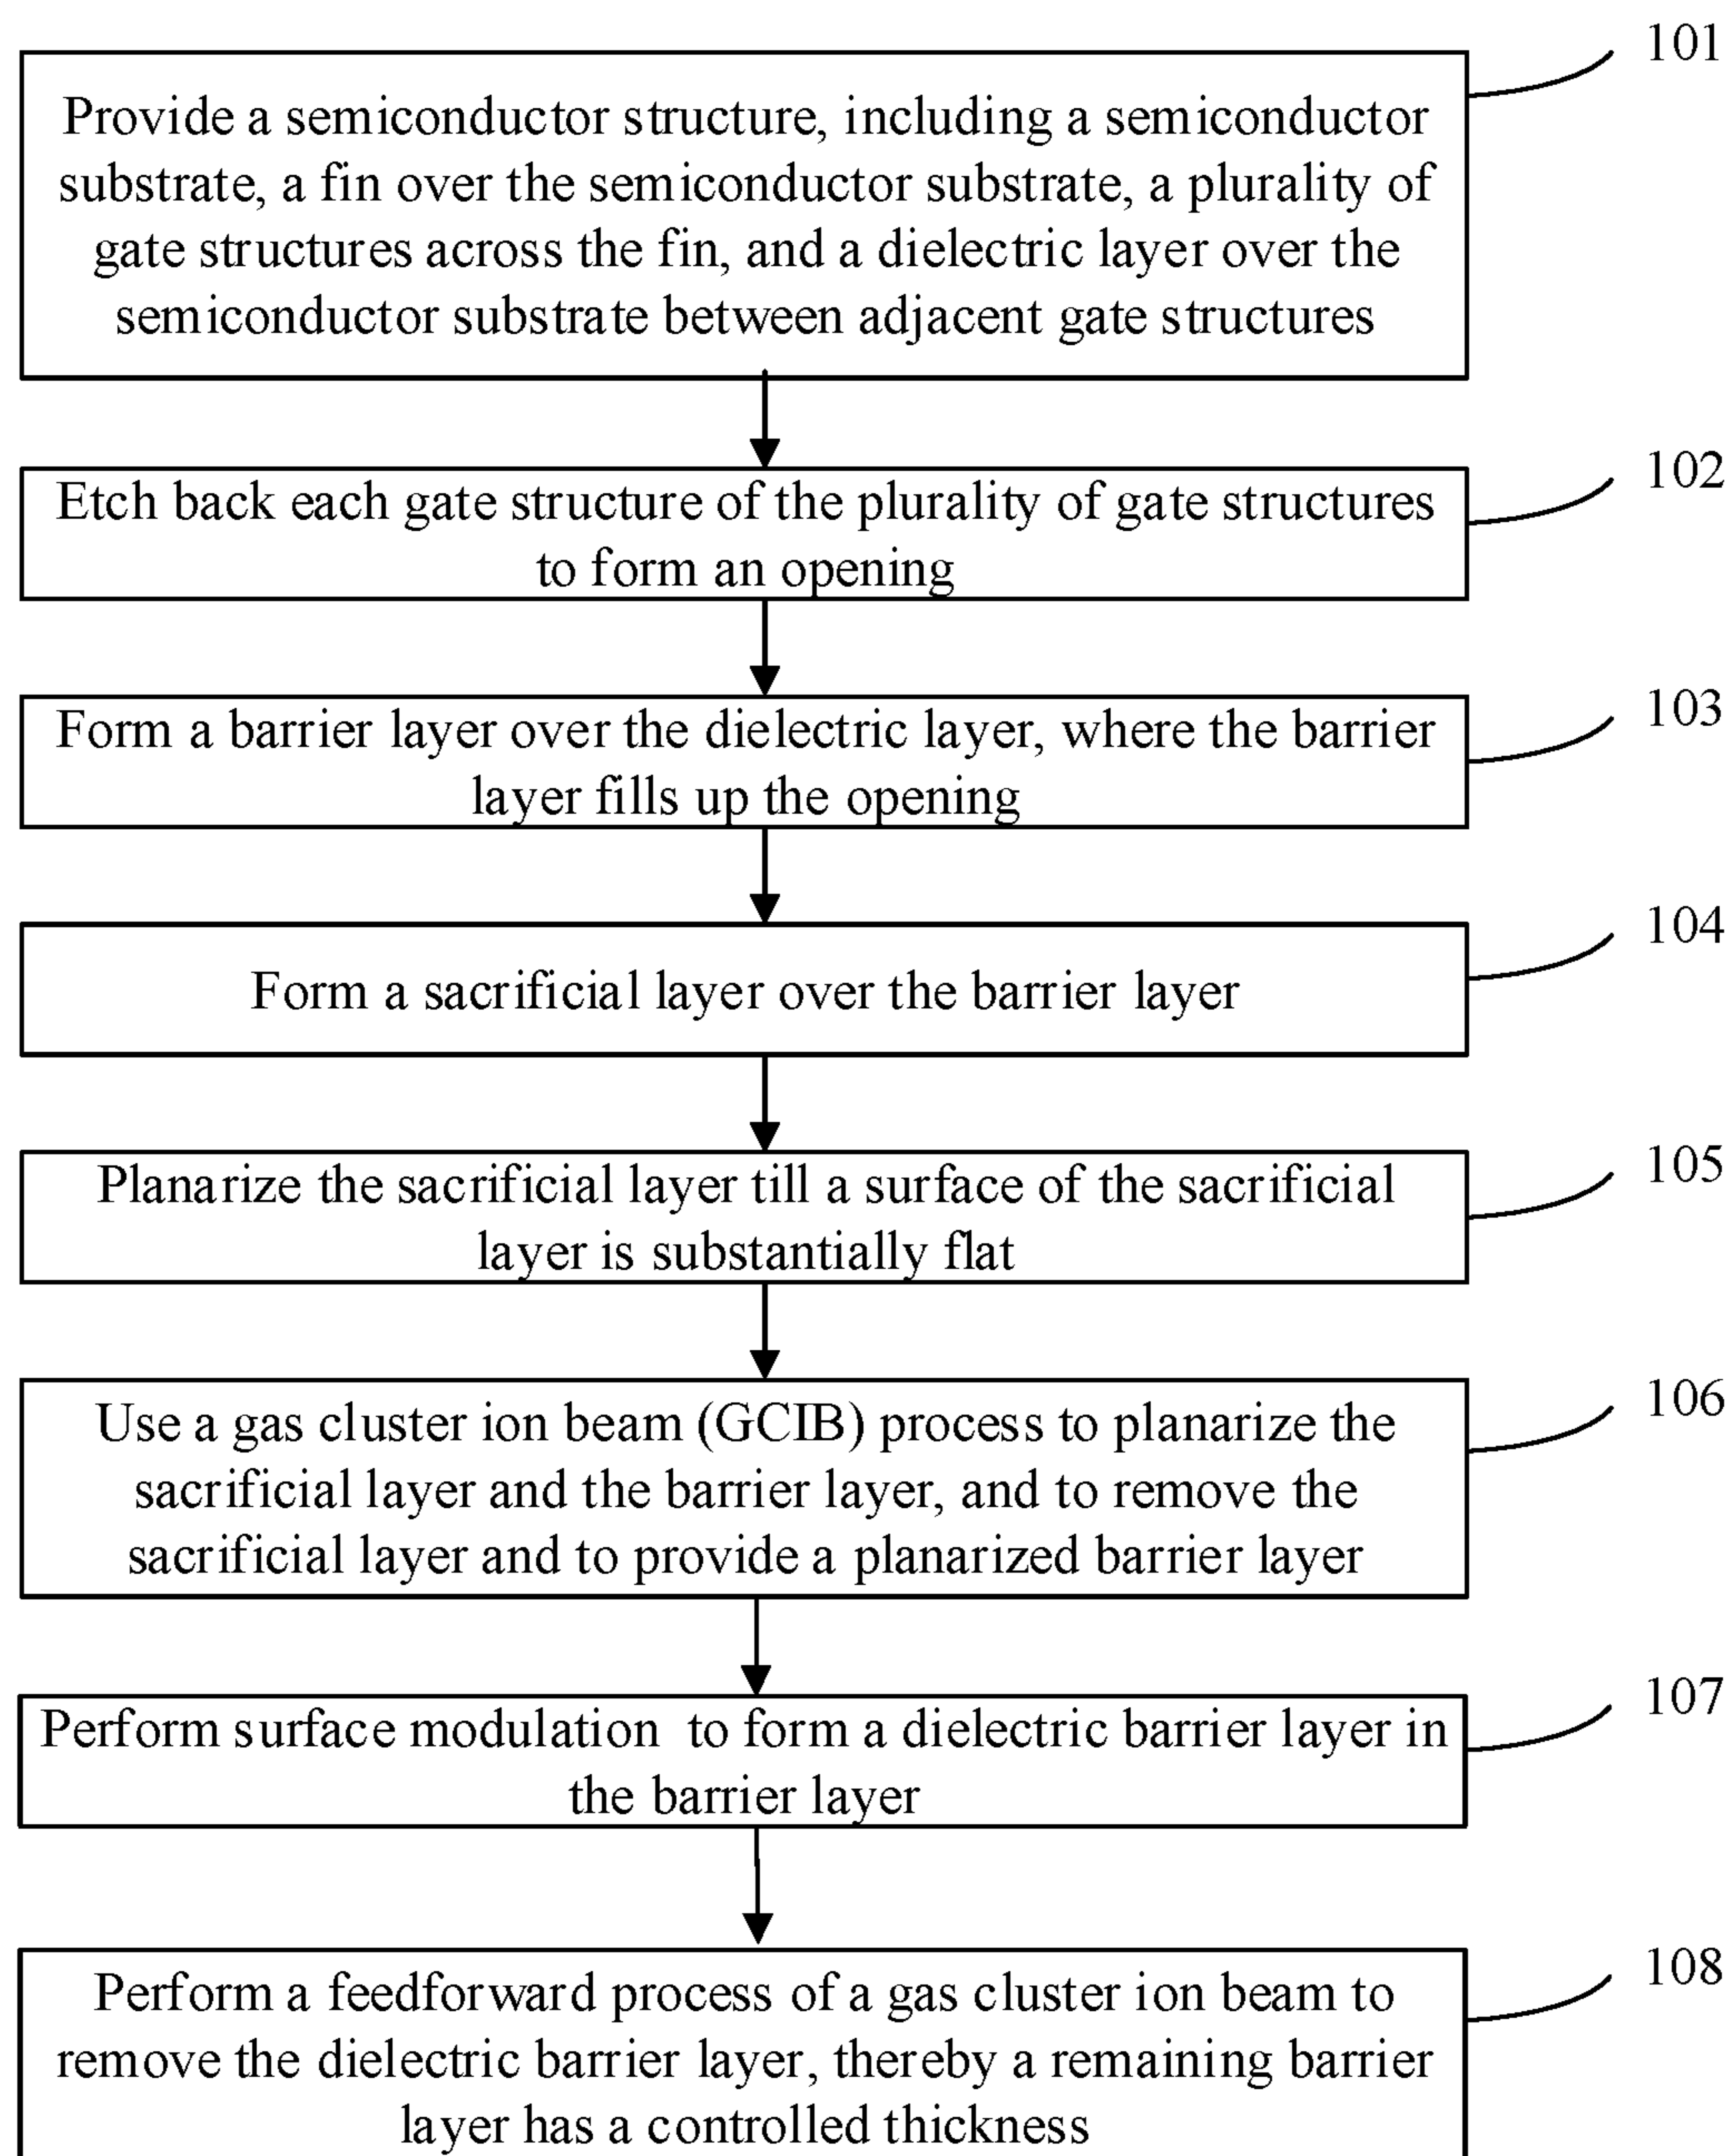 101
Provide a semiconductor structure, including a semiconductor
substrate, a fin over the semiconductor substrate, a plurality of
gate structures across the fin, and a dielectric layer over the
semiconductor substrate between adjacent gate structures
102
Etch back each gate structure of the plurality of gate structures
to form an opening
103
Form a barrier layer over the dielectric layer, where the barrier
layer fills up the opening
104
Form a sacrificial layer over the barrier layer
105
Planarize the sacrificial layer till a surface of the sacrificial
layer is substantially flat
106
Use a gas cluster ion beam (GCIB) process to planarize the
sacrificial layer and the barrier layer, and to remove the
sacrificial layer and to provide a planarized barrier layer
107
Perform surface modulation to form a dielectric barrier layer in
the barrier layer
108
Perform a feedforward process of a gas cluster ion beam to
remove the dielectric barrier layer, thereby a remaining barrier
layer has a controlled thickness